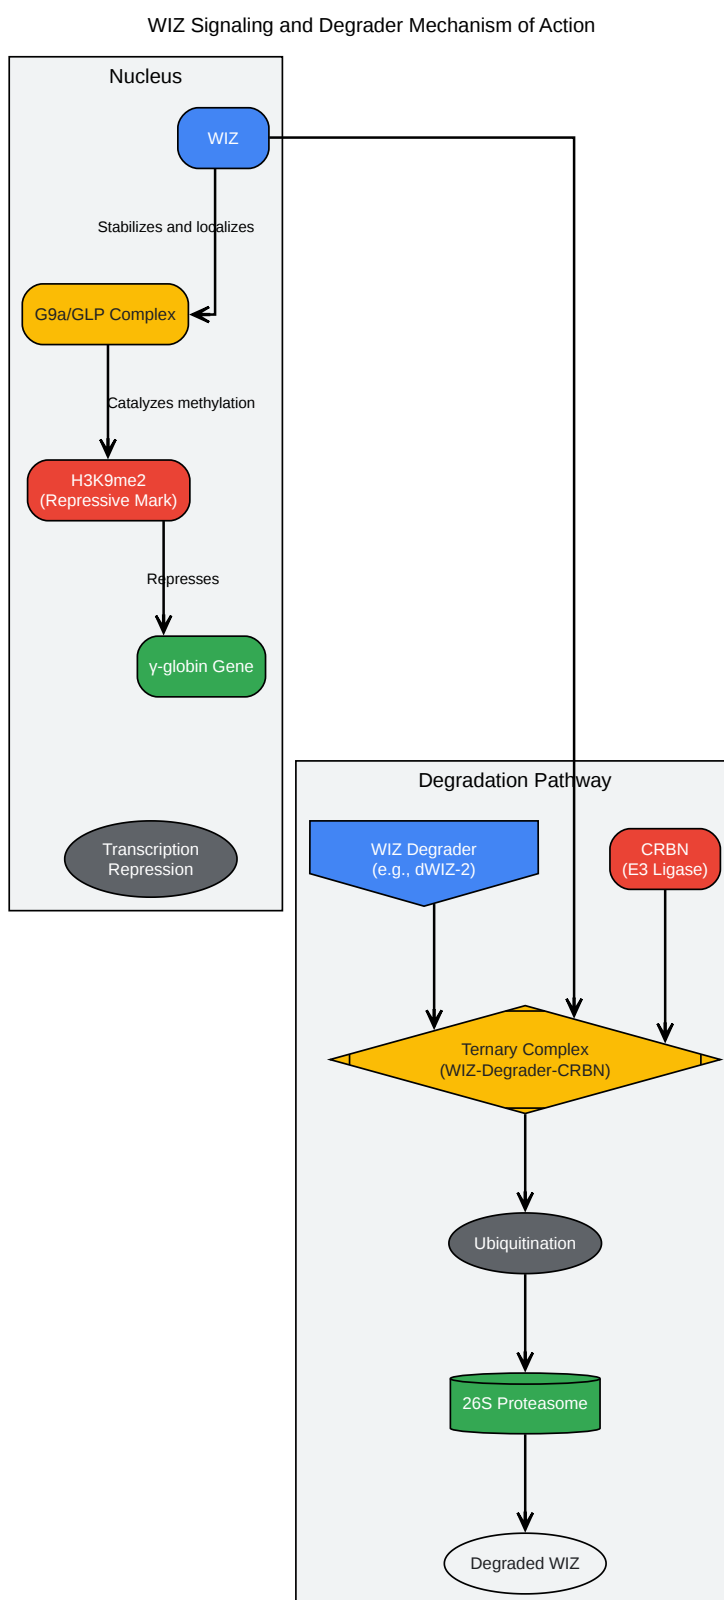 WIZ Signaling and Degrader Mechanism of Action
Nucleus
WIZ
Stabilizes and localizes
G9a/GLP Complex
Catalyzes methylation
H3K9me2
(Repressive Mark)
Represses
γ-globin Gene
Transcription
Repression
Degradation Pathway
WIZ Degrader
(e.g., dWIZ-2)
CRBN
(E3 Ligase)
Ternary Complex
(WIZ-Degrader-CRBN)
Ubiquitination
26S Proteasome
Degraded WIZ